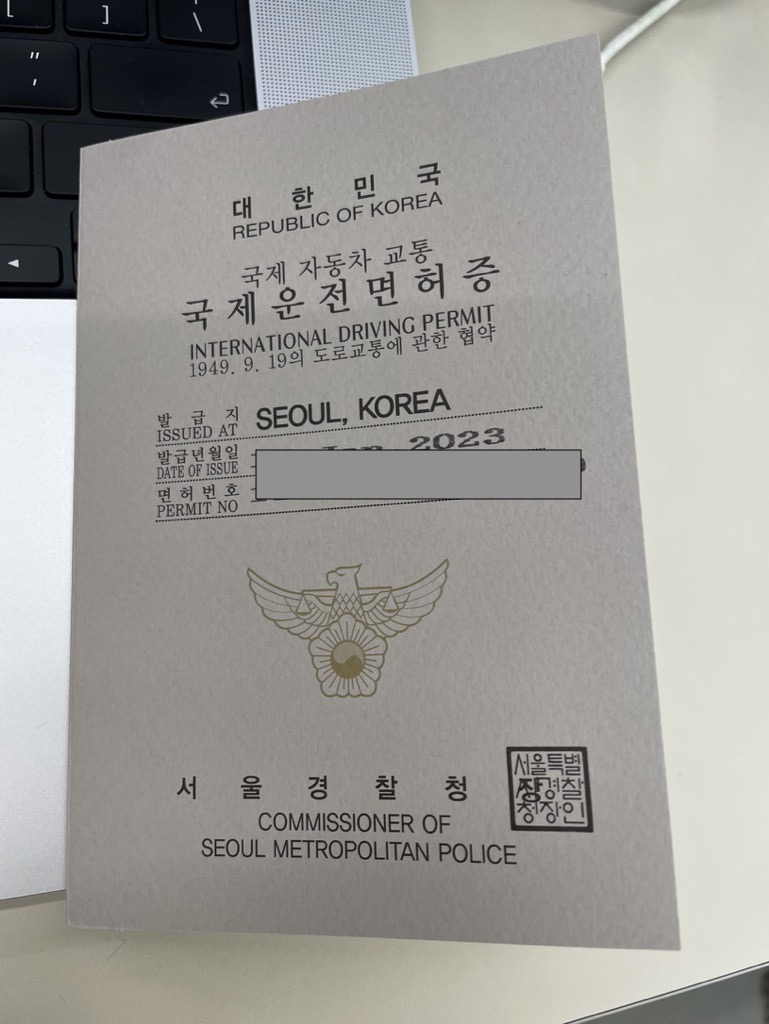 대 한 민 국
REPUBLIC OF KOREA
국제 자동차 교통
국 제 운 전 면 허 증
INTERNATIONAL DRIVING PERMIT
1949. 9. 19의 도로교통에 관한 협약
발 급 지
ISSUED AT SEOUL, KOREA
발급년월일
DATE OF ISSUE Jan 2023
면 허 번 호
PERMIT NO
서 울 경 찰 청
COMMISSIONER OF
SEOUL METROPOLITAN POLICE
서울특별
경찰
청장인
]
\
"
'